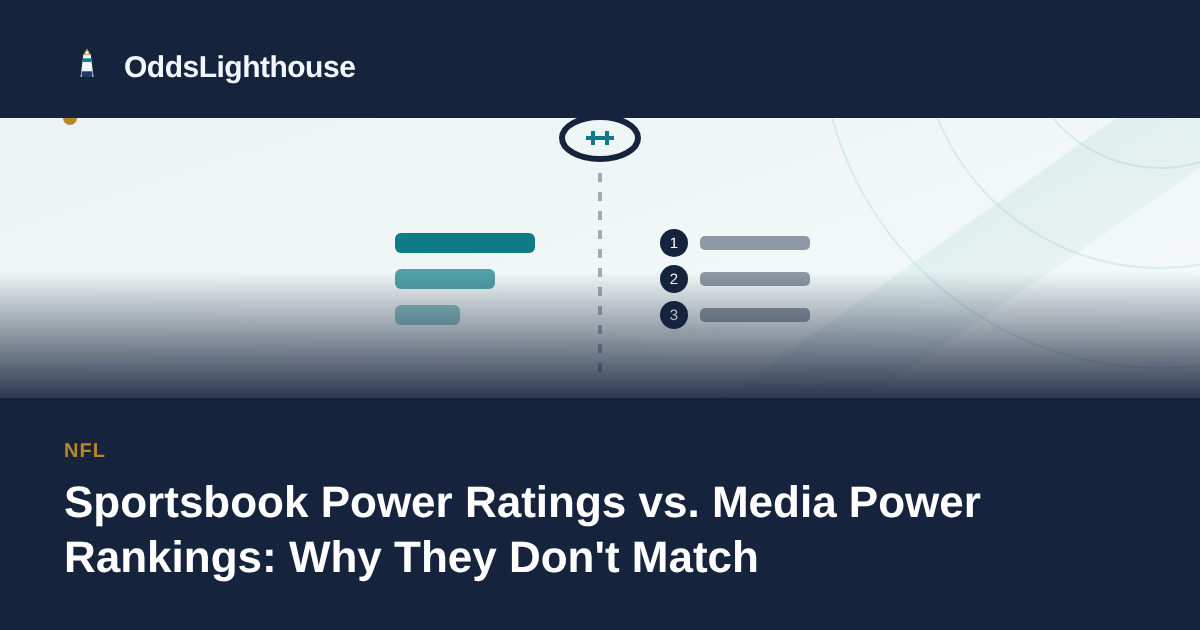 OddsLighthouse
1
2
3
NFL
Sportsbook Power Ratings vs. Media Power
Rankings: Why They Don't Match